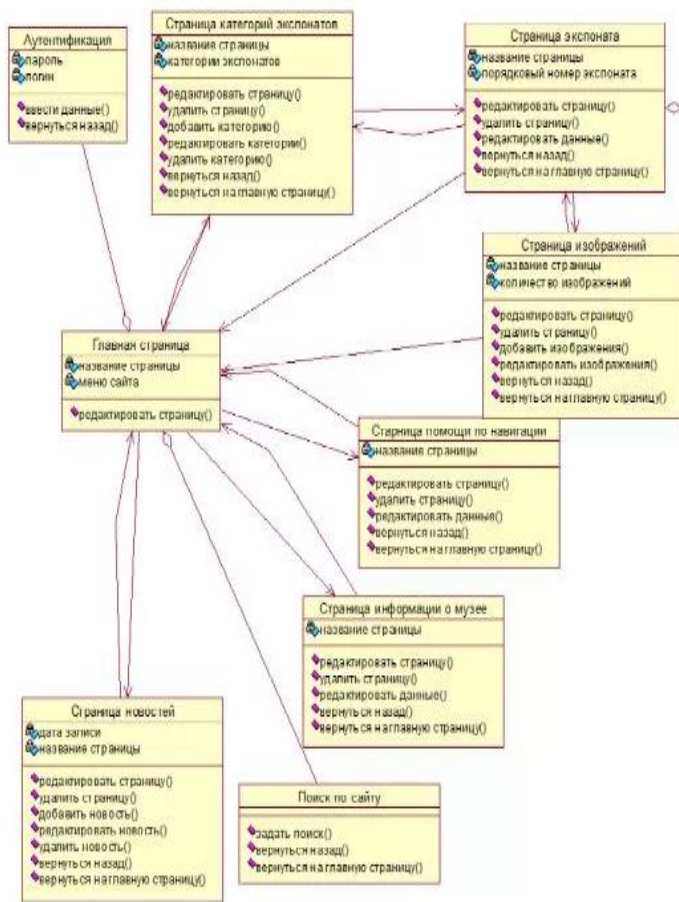 Аутентификация
пароль
логин
ввести данные()
вернуться назад()
Страница категорий экспонатов
название страницы
категории экспонатов
редактировать страницу()
удалить страницу()
добавить категорию()
редактировать категории()
удалить категорию()
вернуться назад()
вернуться на главную страницу()
Страница экспоната
название страницы
порядковый номер экспоната
редактировать страницу()
удалить страницу()
редактировать данные()
вернуться назад()
вернуться на главную страницу()
Страница изображений
название страницы
количество изображений
редактировать страницу()
удалить страницу()
добавить изображения()
редактировать изображения()
вернуться назад()
вернуться на главную страницу()
Главная страница
название страницы
меню сайта
редактировать страницу()
Старница помощи по навигации
название страницы
редактировать страницу()
удалить страницу()
редактировать данные()
вернуться назад()
вернуться на главную страницу()
Страница информации о музее
название страницы
редактировать страницу()
удалить страницу()
редактировать данные()
вернуться назад()
вернуться на главную страницу()
Страница новостей
дата записи
название страницы
редактировать страницу()
удалить страницу()
добавить новость()
редактировать новость()
удалить новость()
вернуться назад()
вернуться на главную страницу()
Поиск по сайту
задать поиск()
вернуться назад()
вернуться на главную страницу()